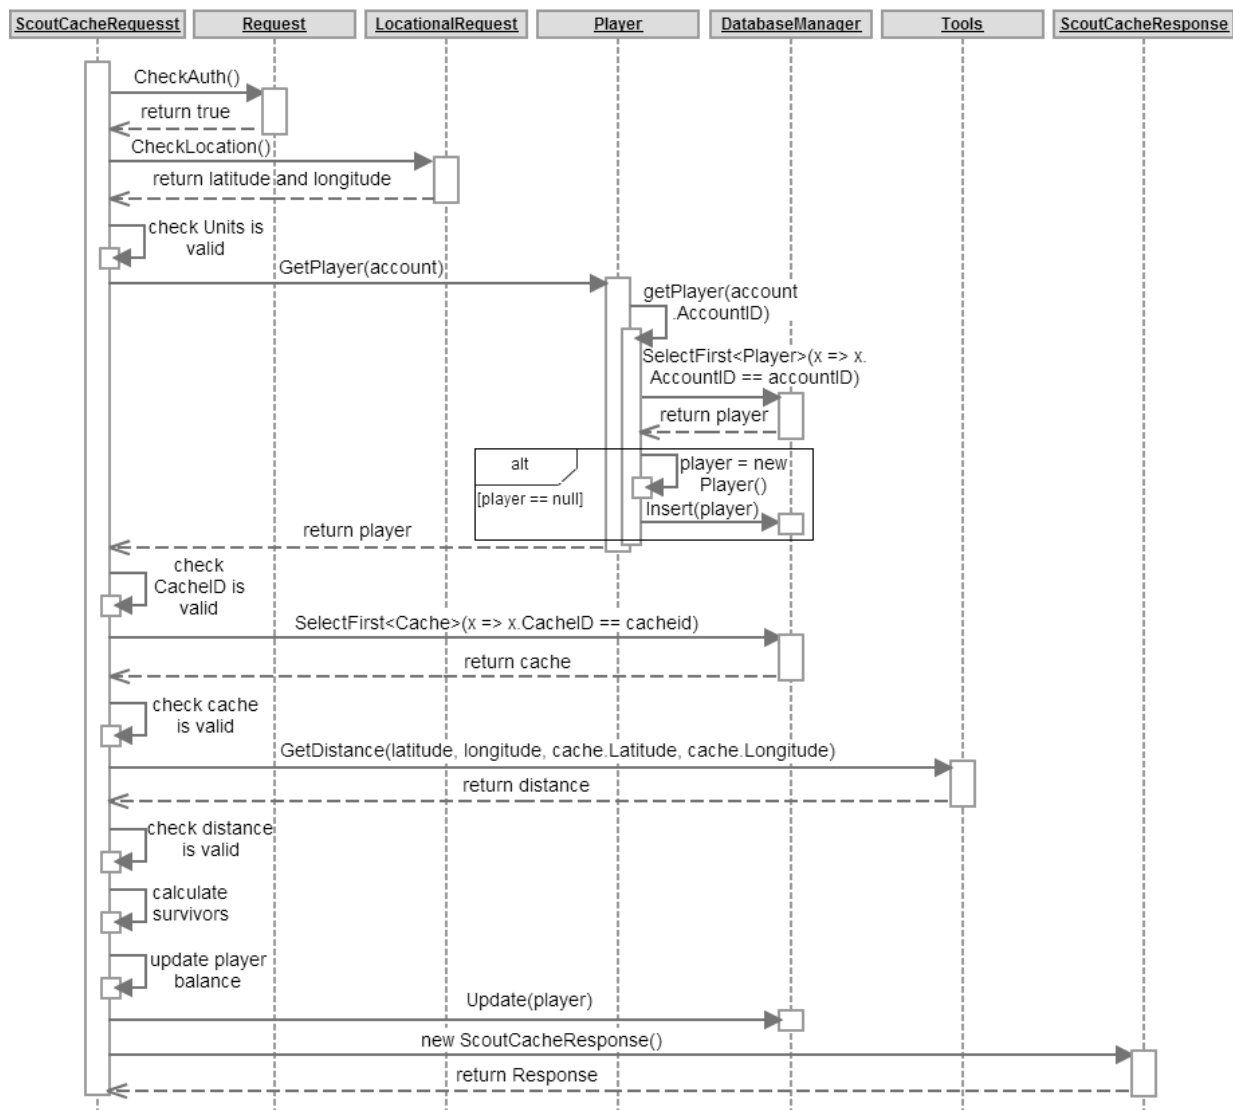 ScoutCacheRequesst
Request
LocationalRequest
Player
DatabaseManager
Tools
ScoutCacheResponse
CheckAuth()
return true
CheckLocation()
return latitude and longitude
check Units is
valid
GetPlayer(account)
getPlayer(account
.AccountID)
SelectFirst<Player>(x => x.
AccountID == accountID)
return player
alt
[player == null]
player = new
Player()
Insert(player)
return player
check
CacheID is
valid
SelectFirst<Cache>(x => x.CacheID == cacheid)
return cache
check cache
is valid
GetDistance(latitude, longitude, cache.Latitude, cache.Longitude)
return distance
check distance
is valid
calculate
survivors
update player
balance
Update(player)
new ScoutCacheResponse()
return Response